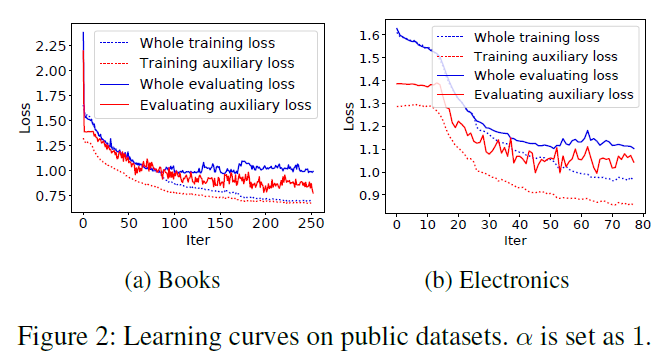 2.25
2.00
1.75
1.50
1.25
1.00
0.75
Loss
Whole training loss
Training auxiliary loss
Whole evaluating loss
Evaluating auxiliary loss
0 50 100 150 200 250
Iter
(a) Books
1.6
1.5
1.4
1.3
1.2
1.1
1.0
0.9
Loss
Whole training loss
Training auxiliary loss
Whole evaluating loss
Evaluating auxiliary loss
0 10 20 30 40 50 60 70 80
Iter
(b) Electronics
Figure 2: Learning curves on public datasets. α is set as 1.